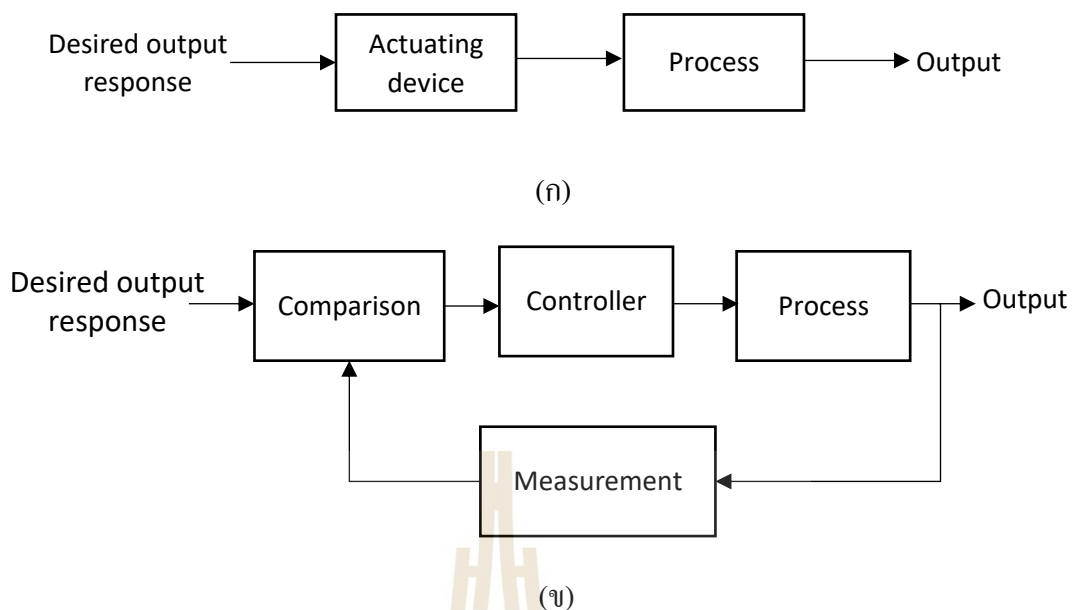 Desired output
response
Actuating
device
Process
Output
(ก)
Desired output
response
Comparison
Controller
Process
Output
Measurement
(ข)